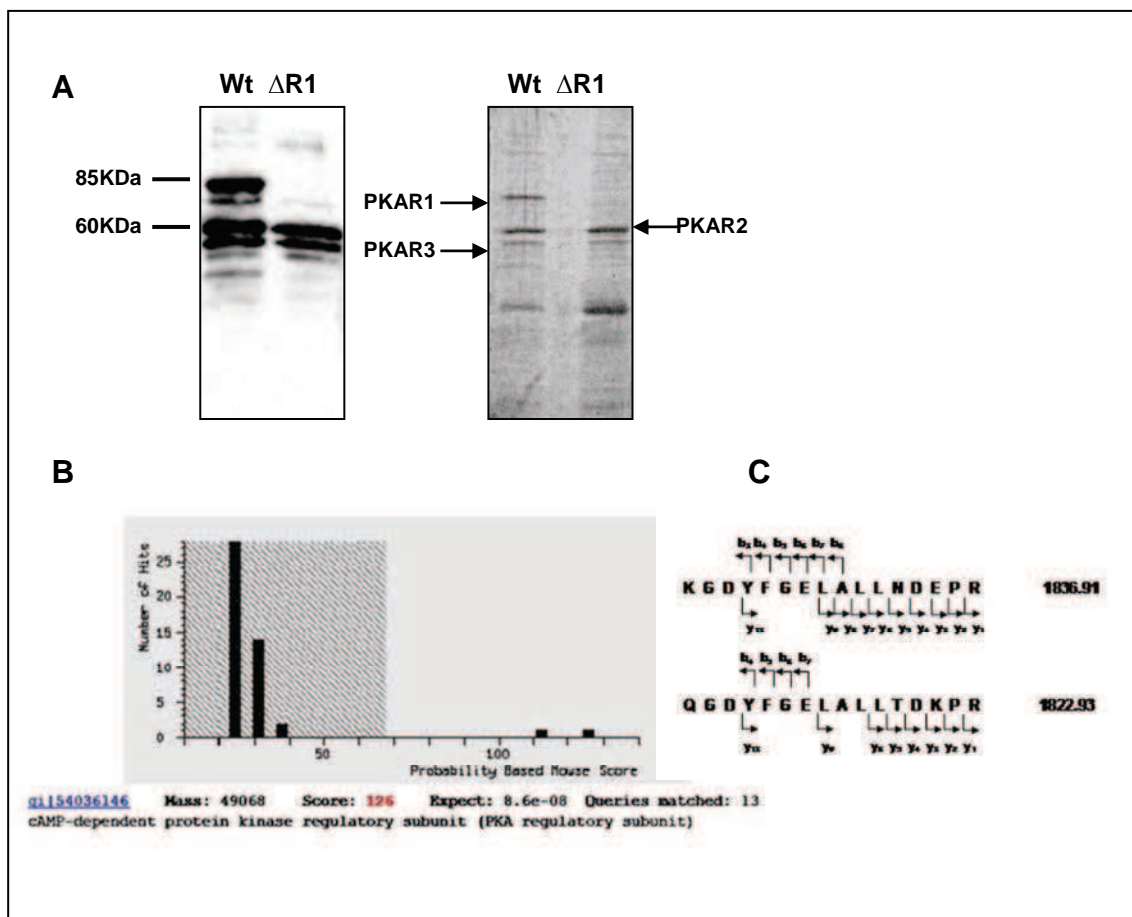 A
Wt ΔR1
Wt ΔR1
85KDa
60KDa
PKAR1
PKAR3
PKAR2
B
Number of Hits
25
20
15
10
5
0
50
100
Probability Based Mouse Score
gi|54036146 Mass: 49068 Score: 126 Expect: 8.6e-08 Queries matched: 13
cAMP-dependent protein kinase regulatory subunit (PKA regulatory subunit)
C
K G D Y F G E L A L L N D E P R 1836.91
Q G D Y F G E L A L L T D K P R 1822.93